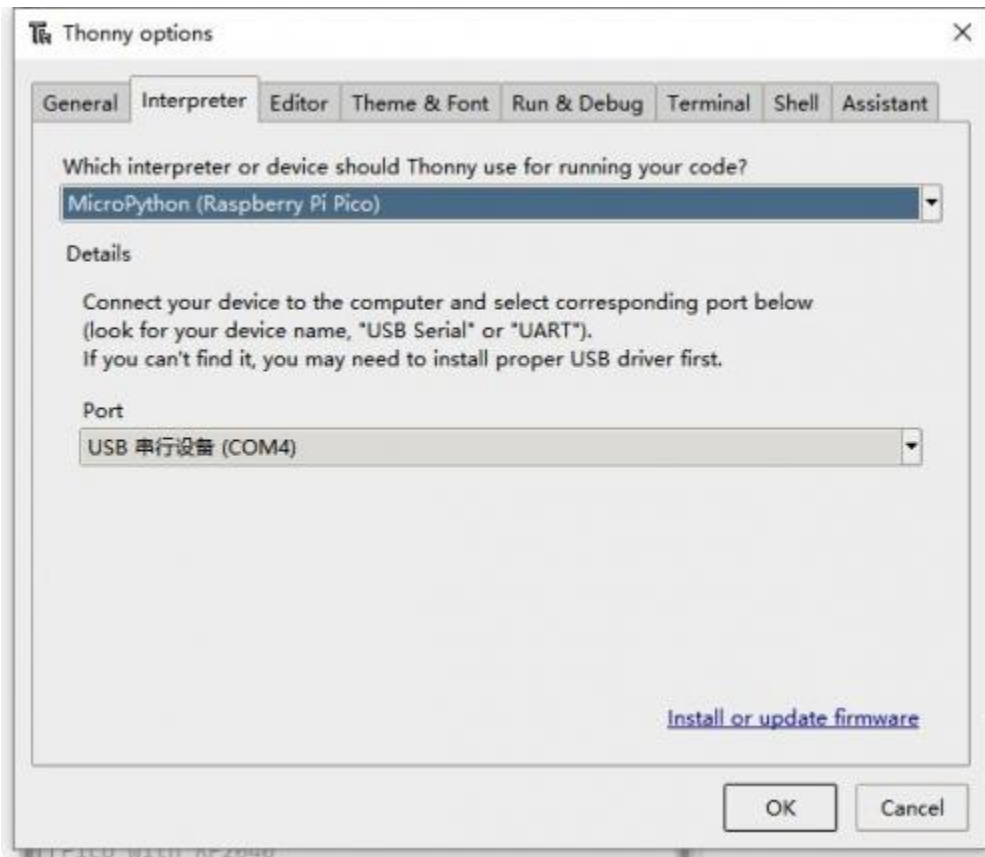 Thonny options
General Interpreter Editor Theme & Font Run & Debug Terminal Shell Assistant
Which interpreter or device should Thonny use for running your code?
MicroPython (Raspberry Pi Pico)
Details
Connect your device to the computer and select corresponding port below
(look for your device name, "USB Serial" or "UART").
If you can't find it, you may need to install proper USB driver first.
Port
USB 串行设备 (COM4)
Install or update firmware
OK Cancel